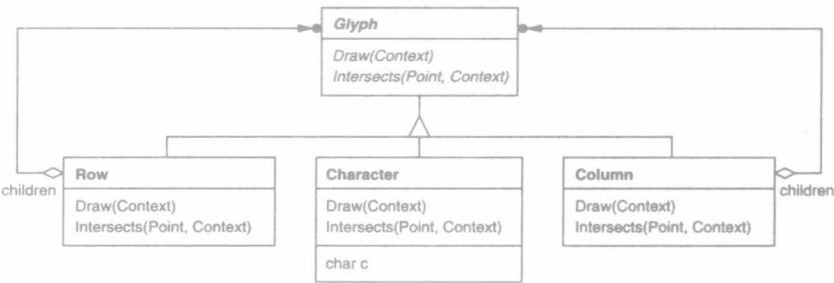 Glyph
Draw(Context)
Intersects(Point, Context)
children
Row
Draw(Context)
Intersects(Point, Context)
Character
Draw(Context)
Intersects(Point, Context)
char c
Column
Draw(Context)
Intersects(Point, Context)
children